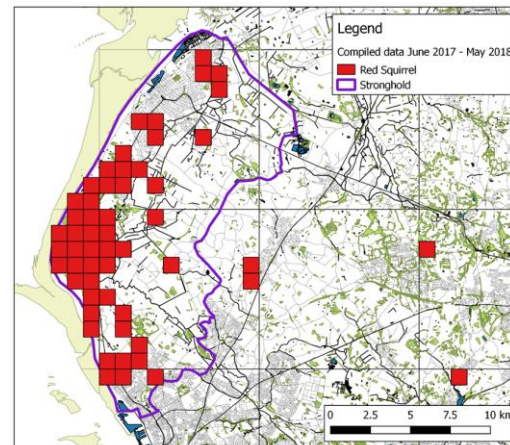 Legend
Compiled data June 2017 - May 2018
Red Squirrel
Stronghold
0 2.5 5 7.5 10 km